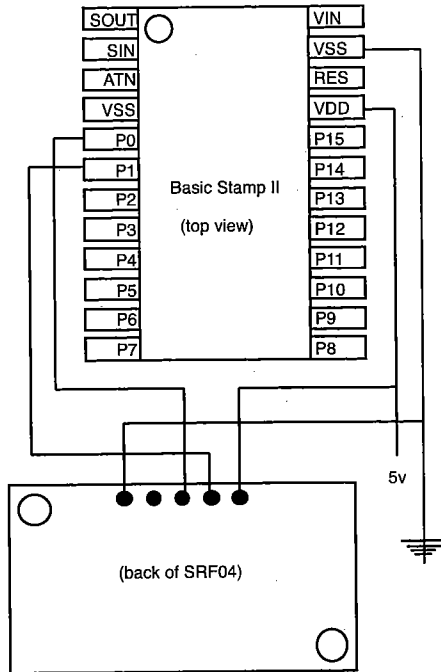 SOUT
SIN
ATN
VSS
P0
P1
P2
P3
P4
P5
P6
P7
Basic Stamp II
(top view)
VIN
VSS
RES
VDD
P15
P14
P13
P12
P11
P10
P9
P8
5v
(back of SRF04)